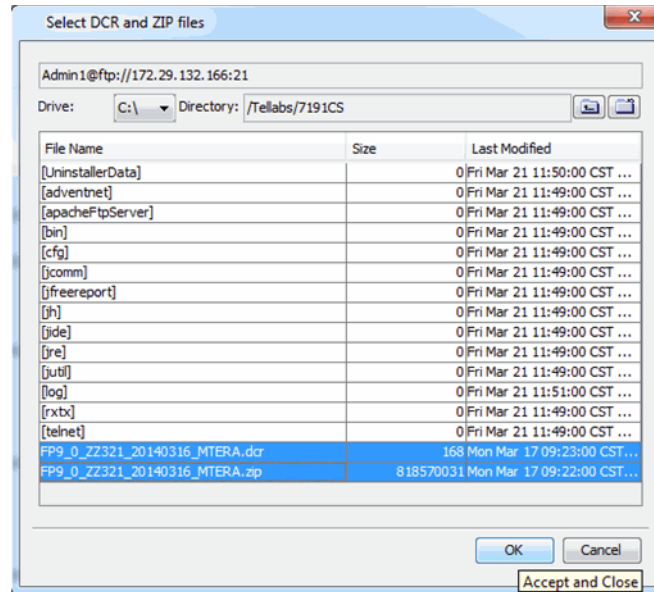 Select DCR and ZIP files
Admin1@ftp://172.29.132.166:21
Drive: C:\ Directory: /Tellabs/7191CS
File Name Size Last Modified
[UninstallerData] 0 Fri Mar 21 11:50:00 CST ...
[adventnet] 0 Fri Mar 21 11:49:00 CST ...
[apacheFtpServer] 0 Fri Mar 21 11:49:00 CST ...
[bin] 0 Fri Mar 21 11:49:00 CST ...
[cfg] 0 Fri Mar 21 11:49:00 CST ...
[jcomm] 0 Fri Mar 21 11:49:00 CST ...
[jfreereport] 0 Fri Mar 21 11:49:00 CST ...
[jh] 0 Fri Mar 21 11:49:00 CST ...
[jide] 0 Fri Mar 21 11:49:00 CST ...
[jre] 0 Fri Mar 21 11:49:00 CST ...
[jutil] 0 Fri Mar 21 11:49:00 CST ...
[log] 0 Fri Mar 21 11:51:00 CST ...
[rxtx] 0 Fri Mar 21 11:49:00 CST ...
[telnet] 0 Fri Mar 21 11:49:00 CST ...
FP9_0_ZZ321_20140316_MTERA.dcr 168 Mon Mar 17 09:23:00 CST...
FP9_0_ZZ321_20140316_MTERA.zip 818570031 Mon Mar 17 09:22:00 CST...
OK Cancel
Accept and Close